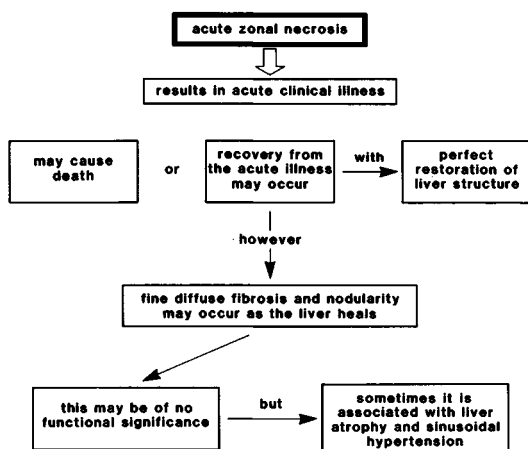 acute zonal necrosis
results in acute clinical illness
may cause
death
or
recovery from
the acute illness
may occur
with
perfect
restoration of
liver structure
however
fine diffuse fibrosis and nodularity
may occur as the liver heals
this may be of no
functional significance
but
sometimes it is
associated with liver
atrophy and sinusoidal
hypertension